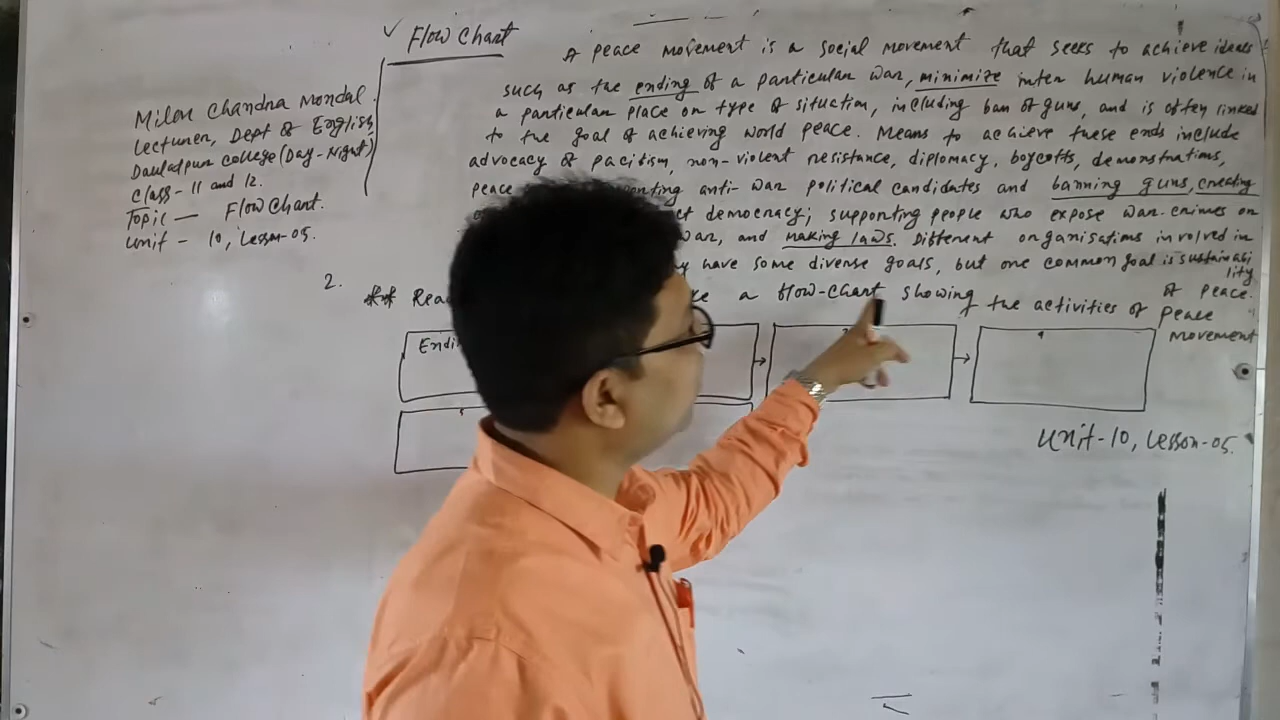 ✓ Flow Chart
Milon Chandra Mondal.
Lecturer, Dept of English,
Daulatpur College (Day-Night)
Class - 11 and 12.
Topic — Flow Chart.
Unit - 10, Lesson-05.
A peace movement is a social movement that seeks to achieve ideals
such as the ending of a particular war, minimize inter human violence in
a particular place or type of situation, including ban of guns, and is often linked
to the goal of achieving world peace. Means to achieve these ends include
advocacy of pacifism, non-violent resistance, diplomacy, boycotts, demonstrations,
peace anti-war political candidates and banning guns, creating
democracy; supporting people who expose war-crimes or
war, and making laws. Different organisations involved in
have some diverse goals, but one common goal is sustainabi
lity
of peace.
2.
** Rea a flow-chart showing the activities of peace
movement
Endi
4
Unit-10, Lesson-05.